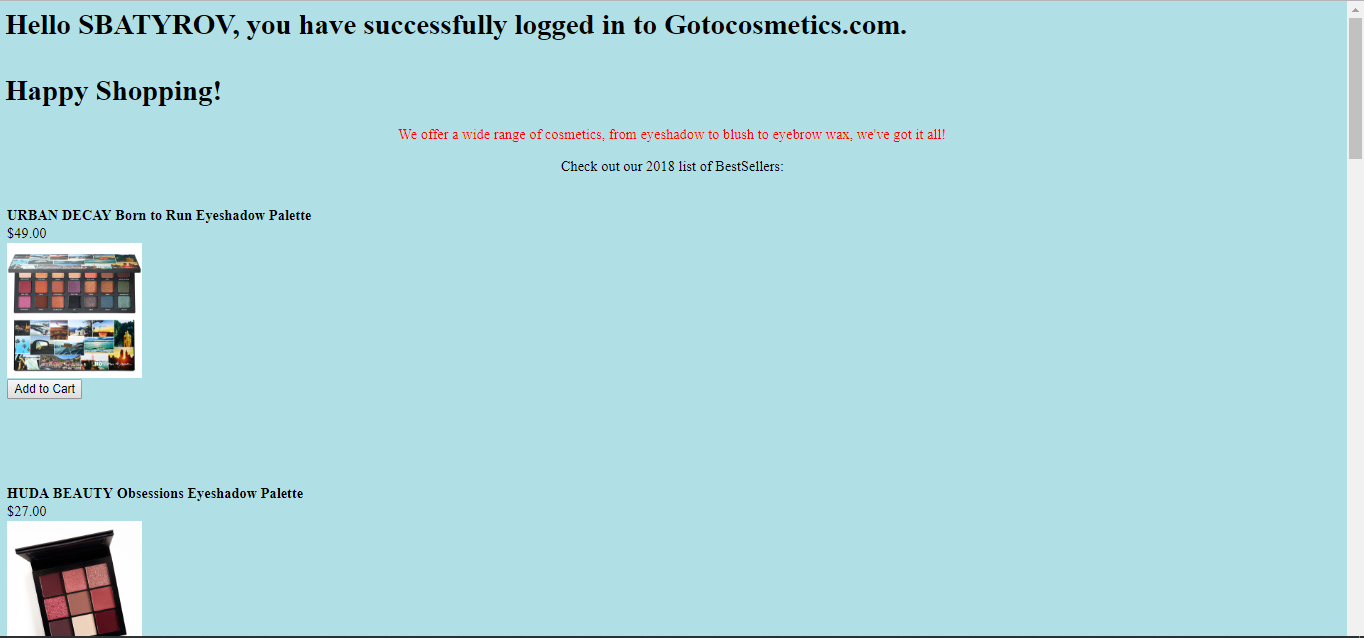 Hello SBATYROV, you have successfully logged in to Gotocosmetics.com.
Happy Shopping!
We offer a wide range of cosmetics, from eyeshadow to blush to eyebrow wax, we've got it all!
Check out our 2018 list of BestSellers:
URBAN DECAY Born to Run Eyeshadow Palette
$49.00
Add to Cart
HUDA BEAUTY Obsessions Eyeshadow Palette
$27.00